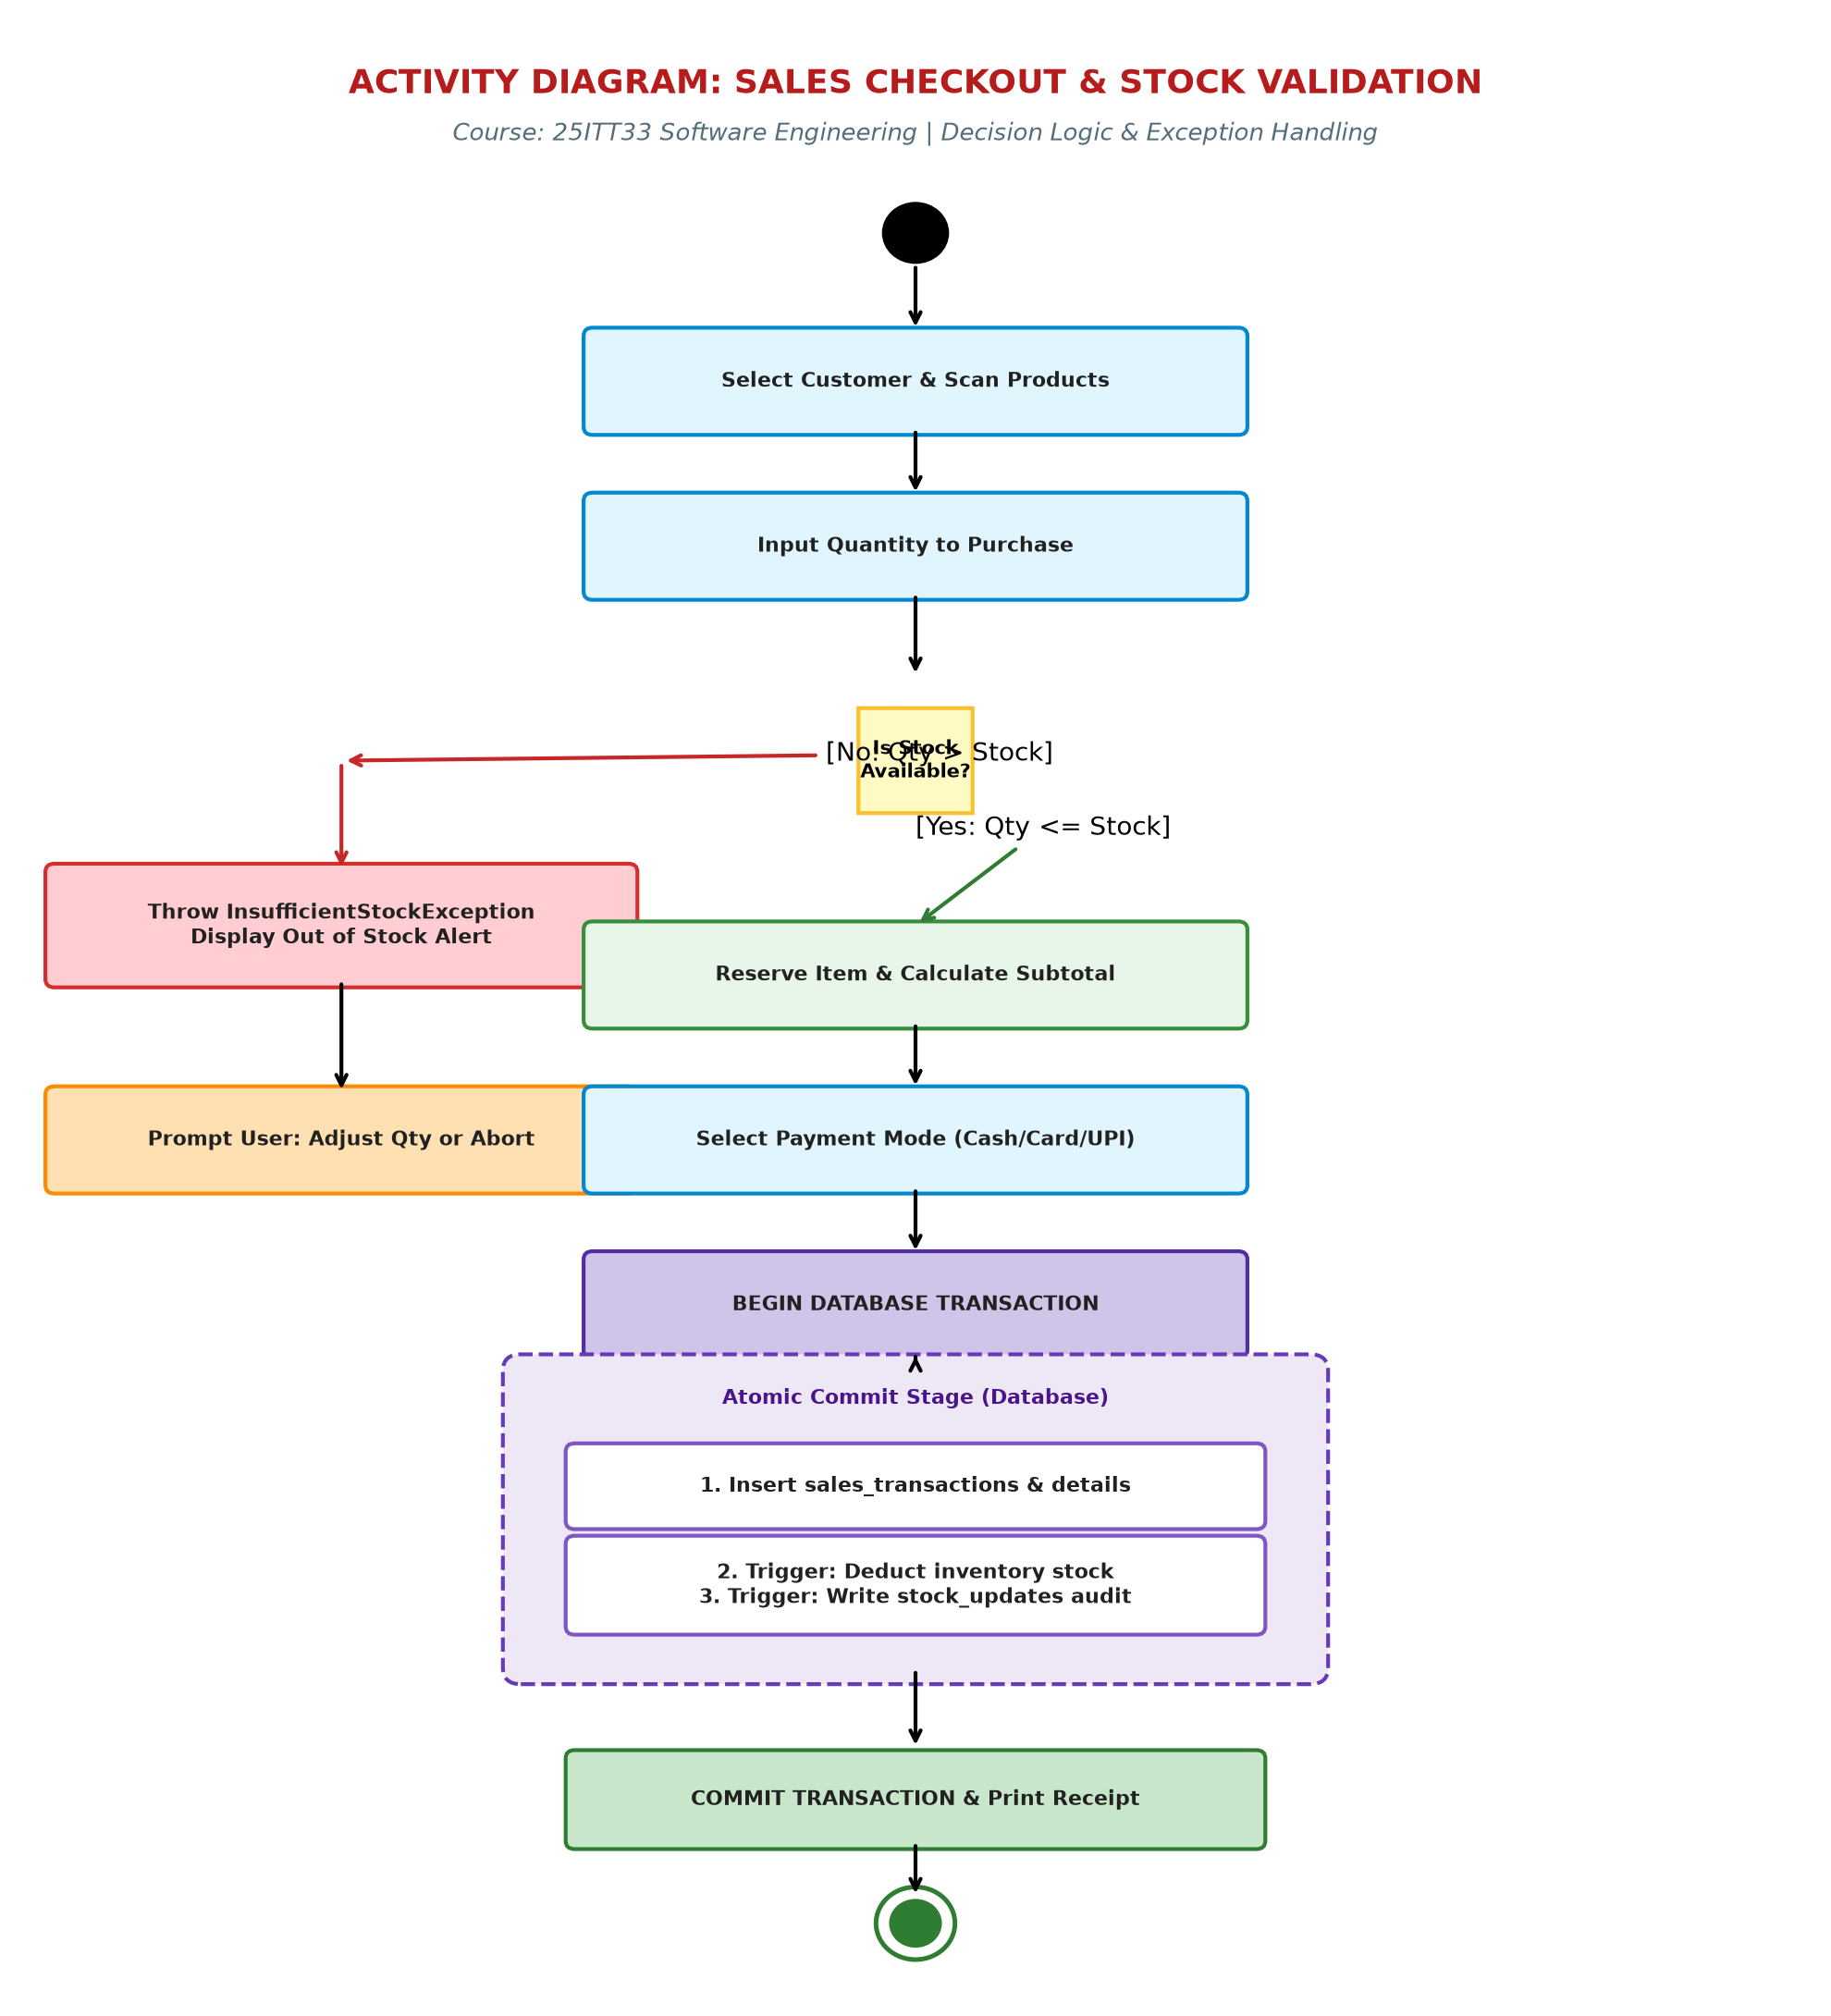 ACTIVITY DIAGRAM: SALES CHECKOUT & STOCK VALIDATION
Course: 25ITT33 Software Engineering | Decision Logic & Exception Handling
Select Customer & Scan Products
Input Quantity to Purchase
[No: Qty > Stock]
Is Stock
Available?
[Yes: Qty <= Stock]
Throw InsufficientStockException
Display Out of Stock Alert
Reserve Item & Calculate Subtotal
Prompt User: Adjust Qty or Abort
Select Payment Mode (Cash/Card/UPI)
BEGIN DATABASE TRANSACTION
Atomic Commit Stage (Database)
1. Insert sales_transactions & details
2. Trigger: Deduct inventory stock
3. Trigger: Write stock_updates audit
COMMIT TRANSACTION & Print Receipt